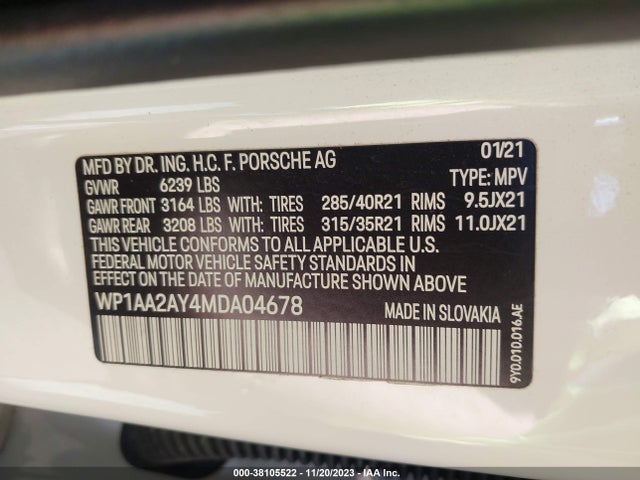 MFD BY DR. ING. H.C. F. PORSCHE AG 01/21
GVWR 6239 LBS TYPE: MPV
GAWR FRONT 3164 LBS WITH: TIRES 285/40R21 RIMS 9.5JX21
GAWR REAR 3208 LBS WITH: TIRES 315/35R21 RIMS 11.0JX21
THIS VEHICLE CONFORMS TO ALL APPLICABLE U.S.
FEDERAL MOTOR VEHICLE SAFETY STANDARDS IN
EFFECT ON THE DATE OF MANUFACTURE SHOWN ABOVE
WP1AA2AY4MDA04678 MADE IN SLOVAKIA
9Y0.010.016.AE
000-38105522 - 11/20/2023 - IAA Inc.